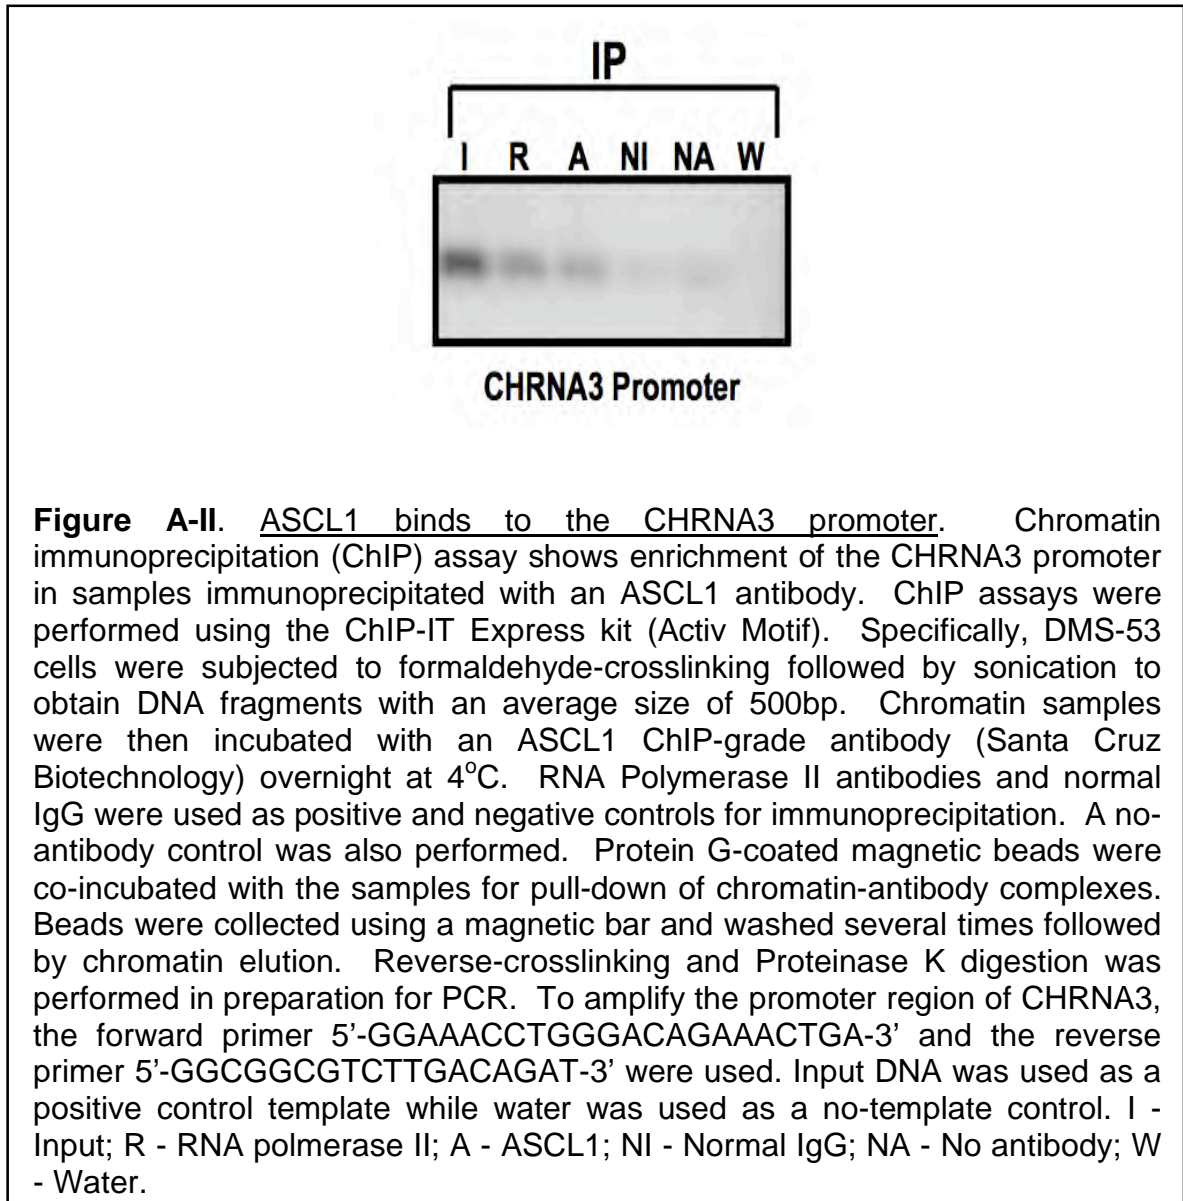 IP
I R A NI NA W
CHRNA3 Promoter
Figure A-II. ASCL1 binds to the CHRNA3 promoter. Chromatin
immunoprecipitation (ChIP) assay shows enrichment of the CHRNA3 promoter
in samples immunoprecipitated with an ASCL1 antibody. ChIP assays were
performed using the ChIP-IT Express kit (Activ Motif). Specifically, DMS-53
cells were subjected to formaldehyde-crosslinking followed by sonication to
obtain DNA fragments with an average size of 500bp. Chromatin samples
were then incubated with an ASCL1 ChIP-grade antibody (Santa Cruz
Biotechnology) overnight at 4°C. RNA Polymerase II antibodies and normal
IgG were used as positive and negative controls for immunoprecipitation. A no-
antibody control was also performed. Protein G-coated magnetic beads were
co-incubated with the samples for pull-down of chromatin-antibody complexes.
Beads were collected using a magnetic bar and washed several times followed
by chromatin elution. Reverse-crosslinking and Proteinase K digestion was
performed in preparation for PCR. To amplify the promoter region of CHRNA3,
the forward primer 5’-GGAAACCTGGGACAGAAACTGA-3’ and the reverse
primer 5’-GGCGGCGTCTTGACAGAT-3’ were used. Input DNA was used as a
positive control template while water was used as a no-template control. I -
Input; R - RNA polmerase II; A - ASCL1; NI - Normal IgG; NA - No antibody; W
- Water.